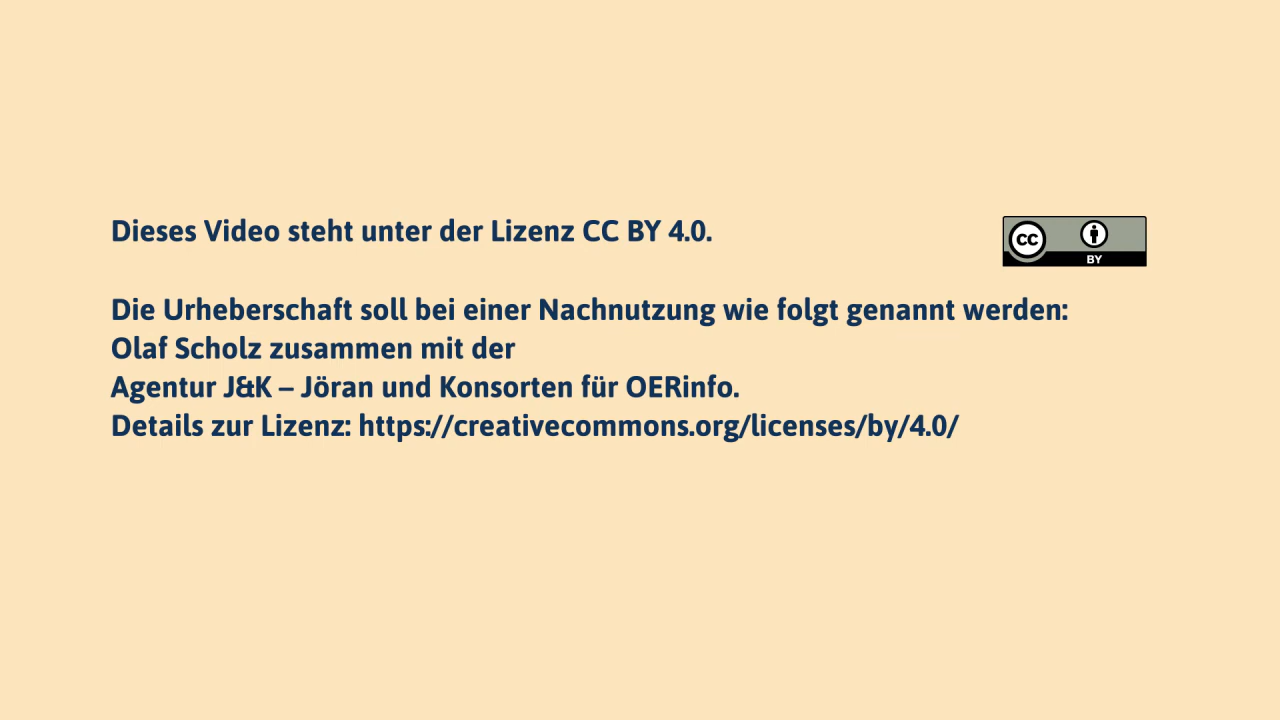 Dieses Video steht unter der Lizenz CC BY 4.0.
CC
BY
Die Urheberschaft soll bei einer Nachnutzung wie folgt genannt werden:
Olaf Scholz zusammen mit der
Agentur J&K – Jöran und Konsorten für OERinfo.
Details zur Lizenz: https://creativecommons.org/licenses/by/4.0/